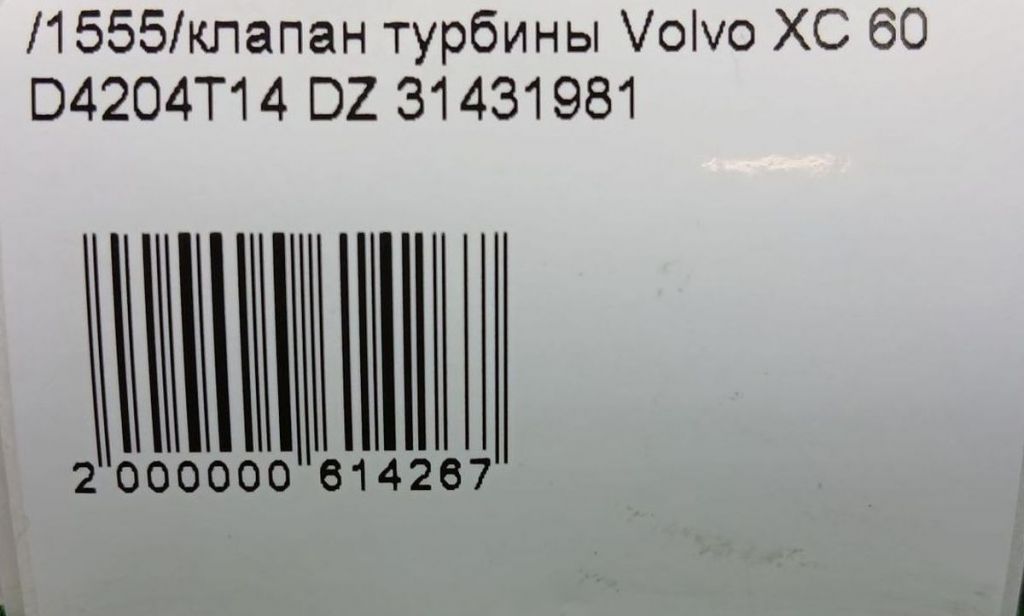 /1555/клапан турбины Volvo XC 60
D4204T14 DZ 31431981
2 000000 614267